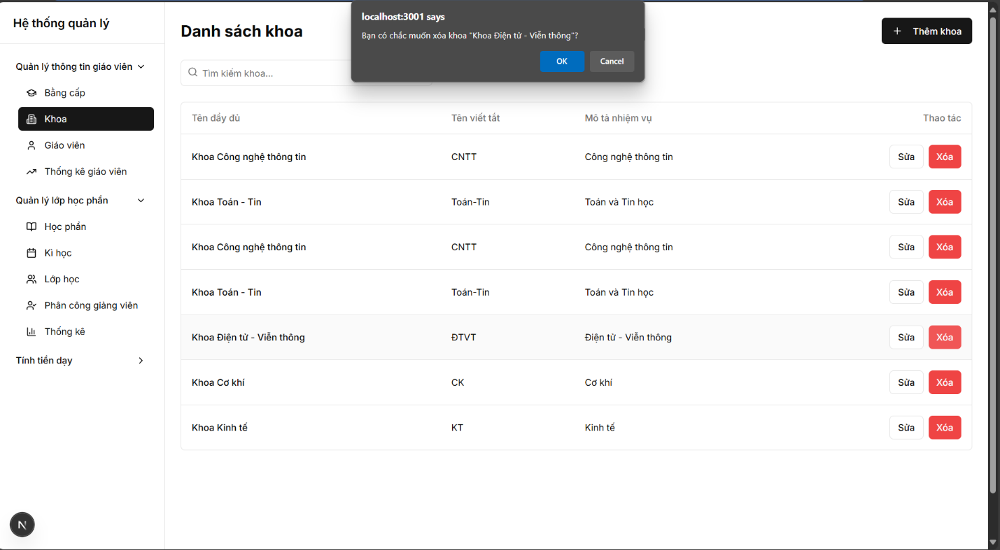 Hệ thống quản lý
Quản lý thông tin giáo viên
Bằng cấp
Khoa
Giáo viên
Thống kê giáo viên
Quản lý lớp học phần
Học phần
Kì học
Lớp học
Phân công giảng viên
Thống kê
Tính tiền dạy
N
localhost:3001 says
Bạn có chắc muốn xóa khoa "Khoa Điện tử - Viễn thông"?
OK Cancel
Danh sách khoa
+ Thêm khoa
Tìm kiếm khoa...
Tên đầy đủ Tên viết tắt Mô tả nhiệm vụ Thao tác
Khoa Công nghệ thông tin CNTT Công nghệ thông tin Sửa Xóa
Khoa Toán - Tin Toán-Tin Toán và Tin học Sửa Xóa
Khoa Công nghệ thông tin CNTT Công nghệ thông tin Sửa Xóa
Khoa Toán - Tin Toán-Tin Toán và Tin học Sửa Xóa
Khoa Điện tử - Viễn thông ĐTVT Điện tử - Viễn thông Sửa Xóa
Khoa Cơ khí CK Cơ khí Sửa Xóa
Khoa Kinh tế KT Kinh tế Sửa Xóa